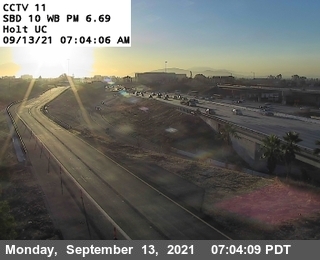 CCTV 11
SBD 10 WB PM 6.69
Holt UC
09/13/21 07:04:06 AM
Monday, September 13, 2021 07:04:09 PDT